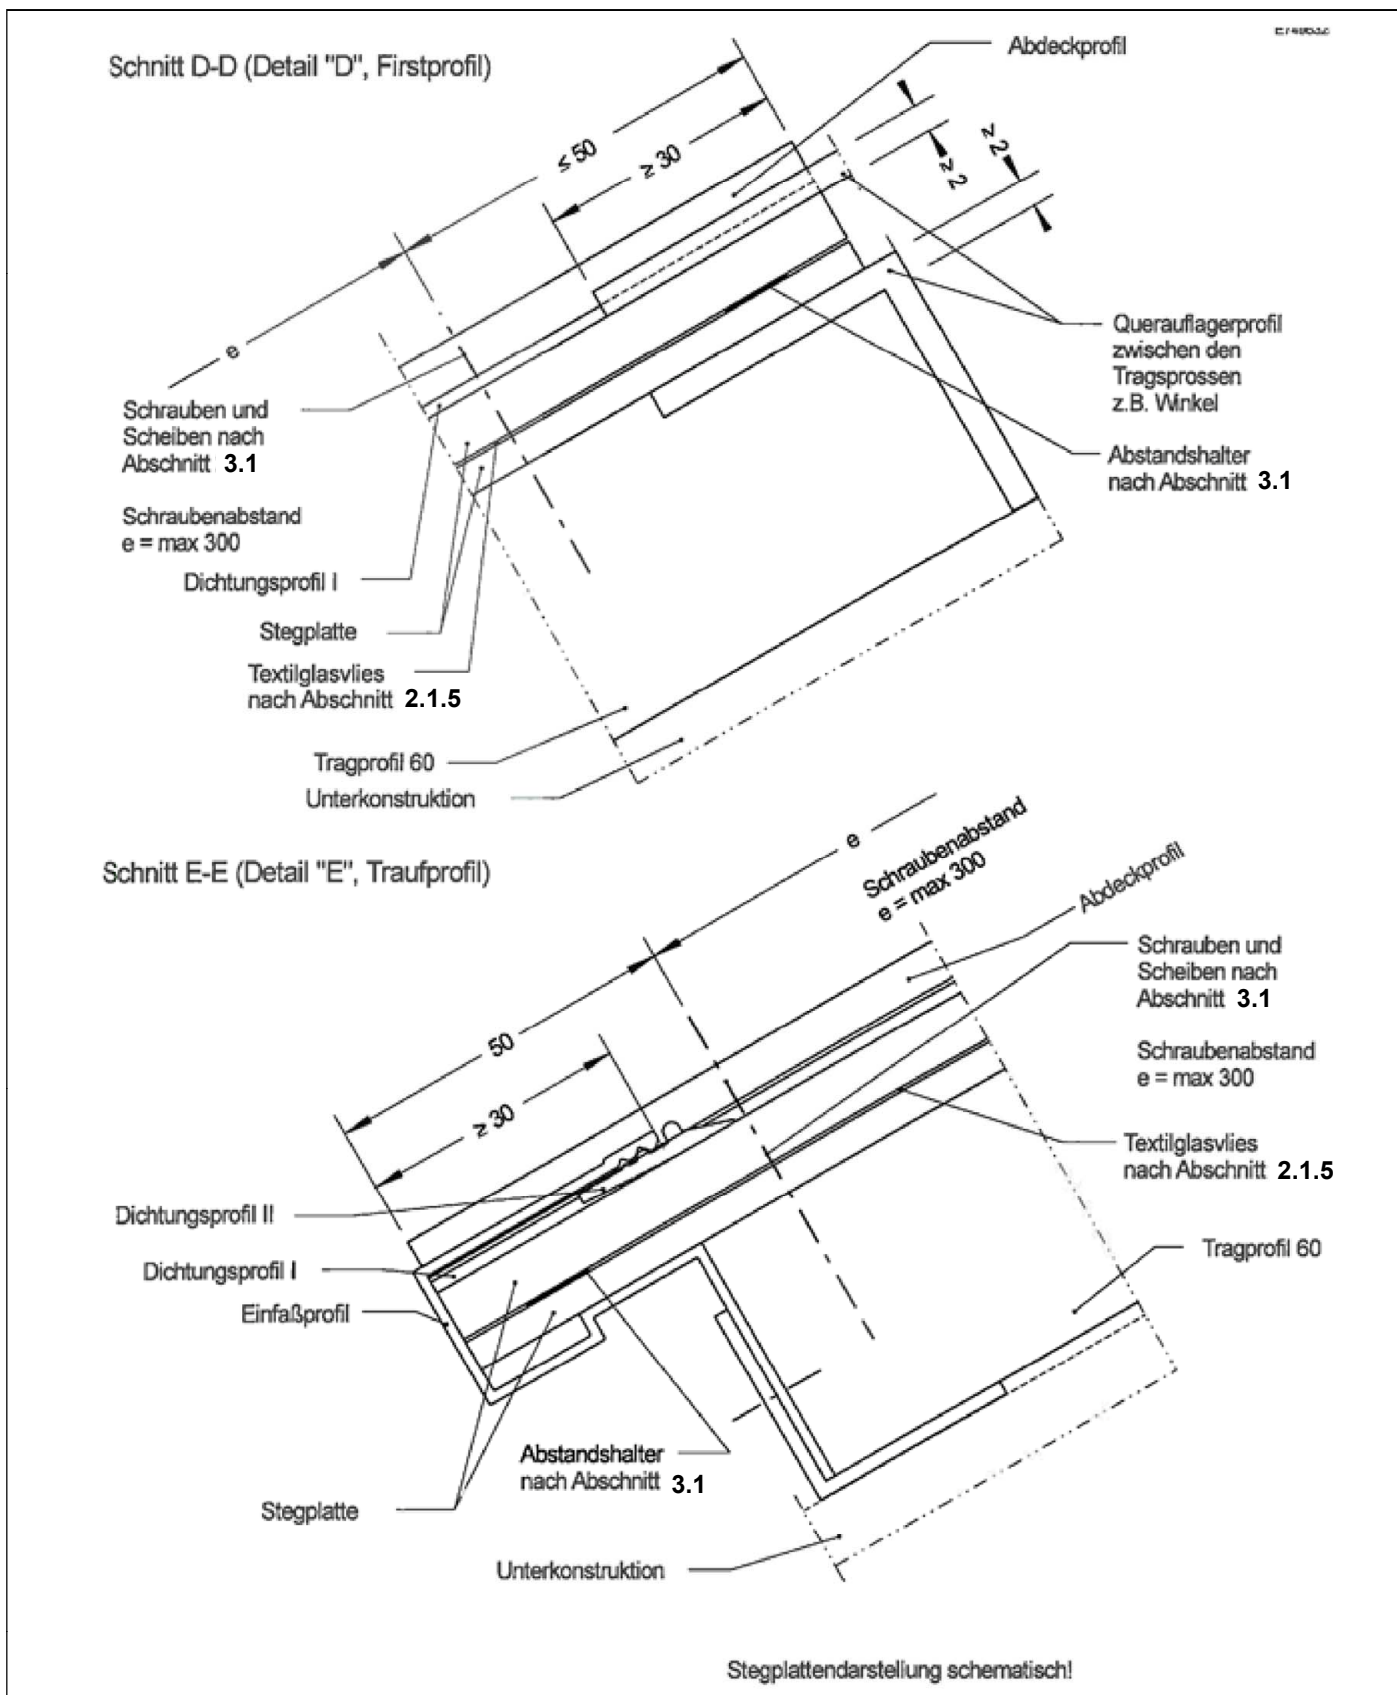 Schnitt D-D (Detail "D", Firstprofil)
Abdeckprofil
≤ 50
≥ 30
≥ 2
≥ 2
e
Schrauben und
Scheiben nach
Abschnitt 3.1
Schraubenabstand
e = max 300
Dichtungsprofil I
Stegplatte
Textilglasvlies
nach Abschnitt 2.1.5
Tragprofil 60
Unterkonstruktion
Querauflagerprofil
zwischen den
Tragsprossen
z.B. Winkel
Abstandshalter
nach Abschnitt 3.1
Schnitt E-E (Detail "E", Traufprofil)
e
Schraubenabstand
e = max 300
Abdeckprofil
Schrauben und
Scheiben nach
Abschnitt 3.1
Schraubenabstand
e = max 300
50
≥ 30
Textilglasvlies
nach Abschnitt 2.1.5
Dichtungsprofil II
Dichtungsprofil I
Einfaßprofil
Tragprofil 60
Abstandshalter
nach Abschnitt 3.1
Stegplatte
Unterkonstruktion
Stegplattendarstellung schematisch!